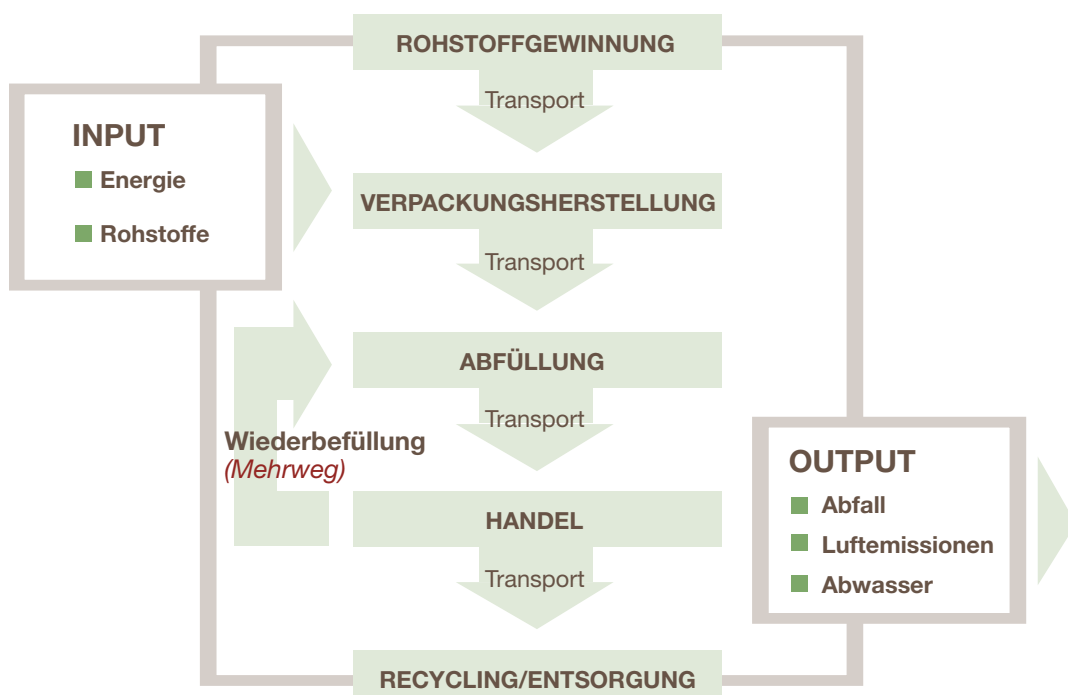 ROHSTOFFGEWINNUNG
Transport
INPUT
Energie
Rohstoffe
VERPACKUNGSHERSTELLUNG
Transport
ABFÜLLUNG
Transport
Wiederbefüllung
(Mehrweg)
HANDEL
Transport
OUTPUT
Abfall
Luftemissionen
Abwasser
RECYCLING/ENTSORGUNG